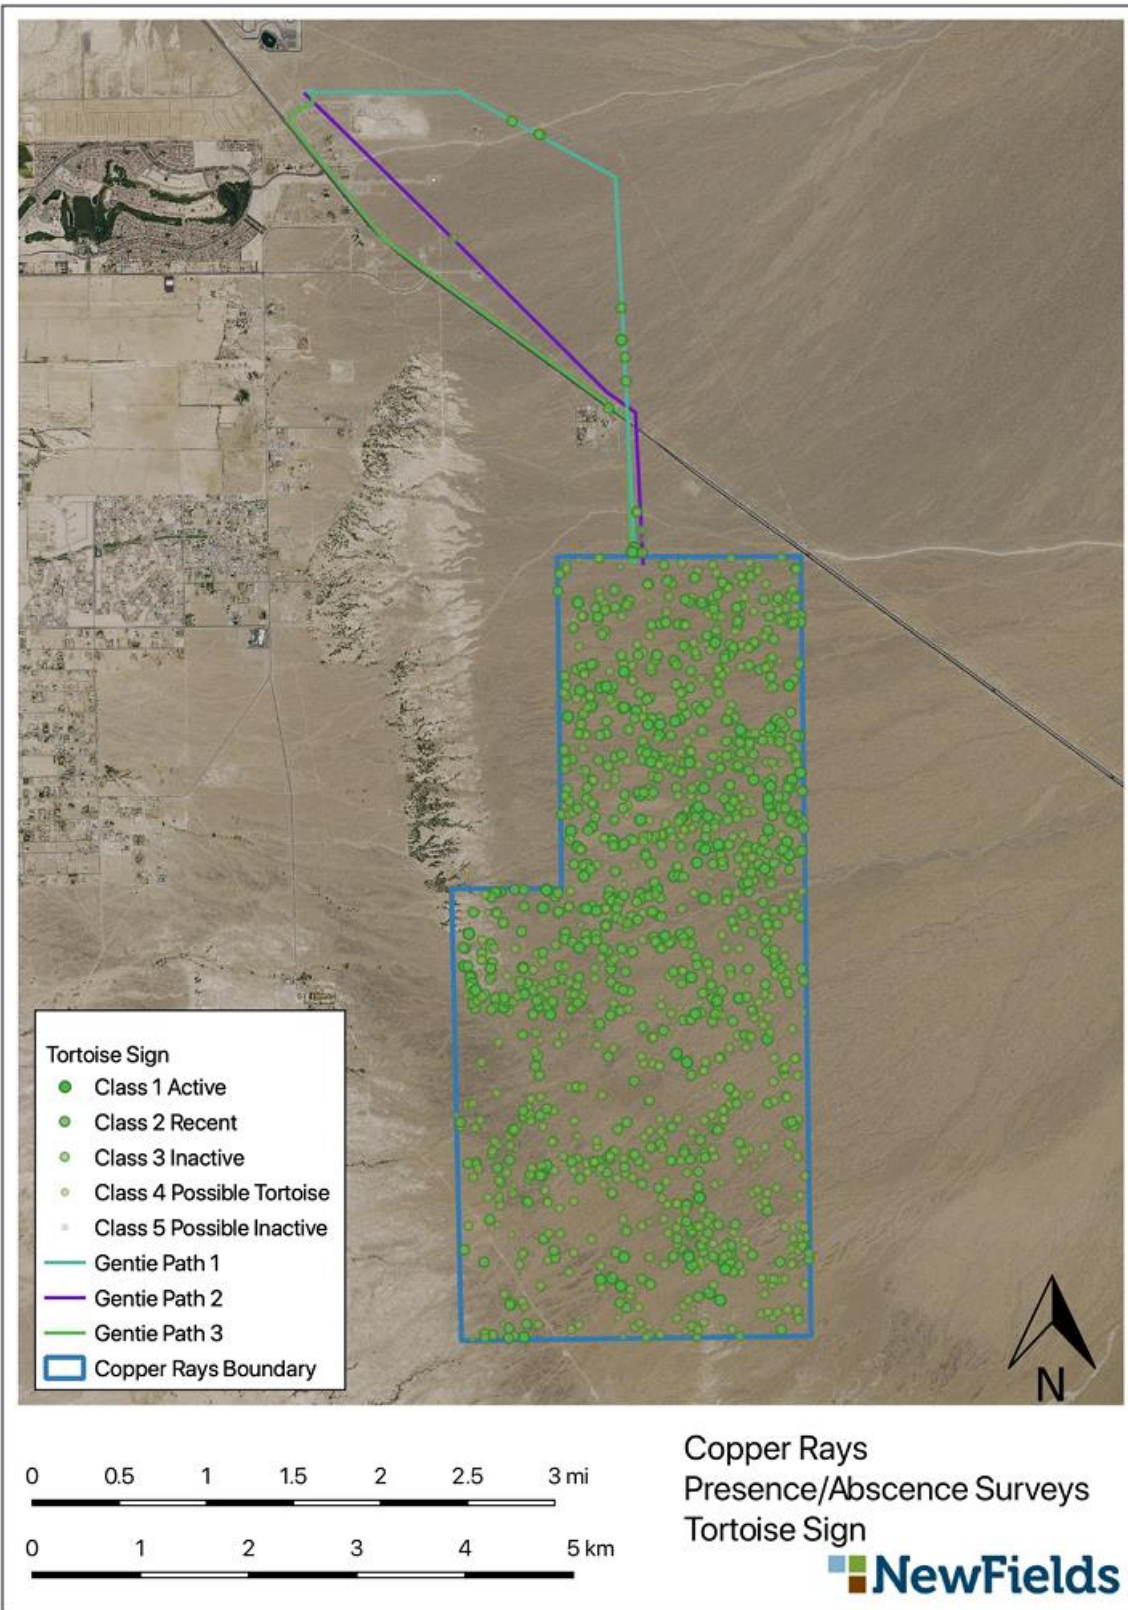 Tortoise Sign
Class 1 Active
Class 2 Recent
Class 3 Inactive
Class 4 Possible Tortoise
Class 5 Possible Inactive
Gentie Path 1
Gentie Path 2
Gentie Path 3
Copper Rays Boundary
N
0 0.5 1 1.5 2 2.5 3 mi
0 1 2 3 4 5 km
Copper Rays
Presence/Abscence Surveys
Tortoise Sign
NewFields